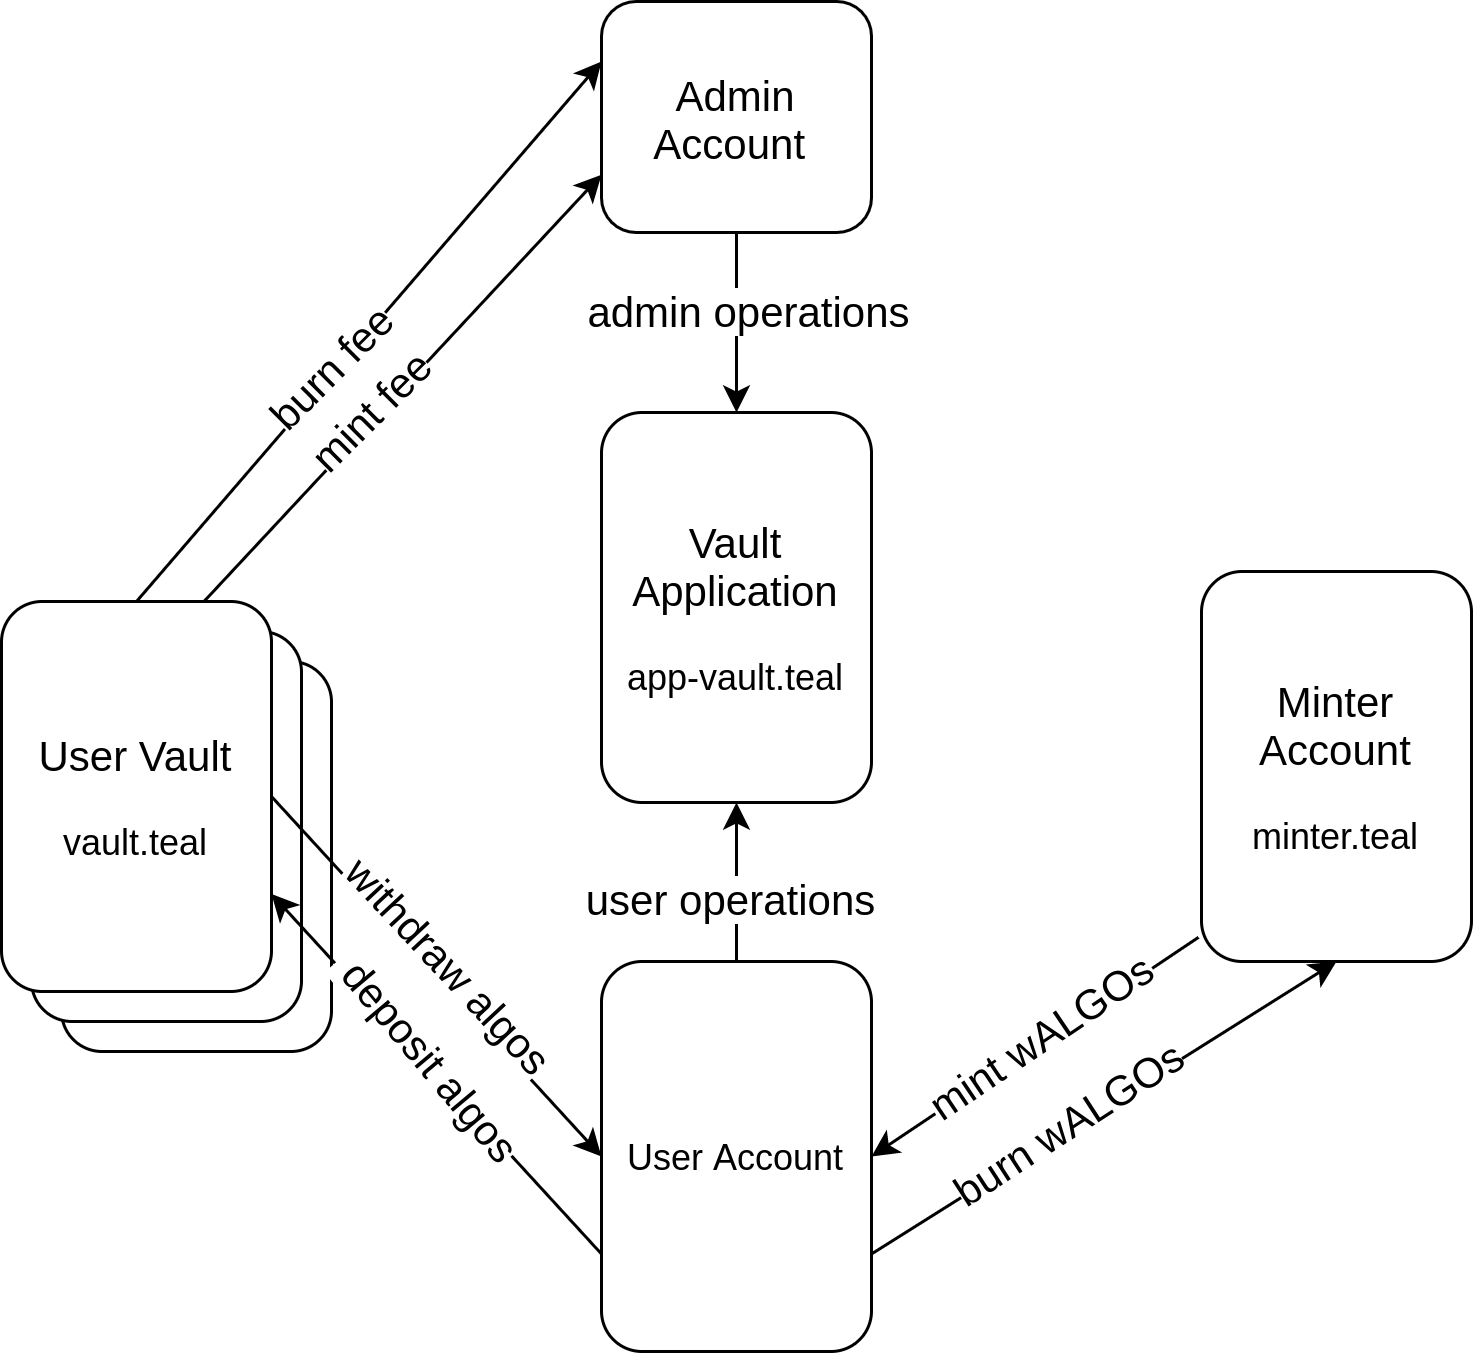 Admin
Account
burn fee
mint fee
admin operations
Vault
Application
app-vault.teal
User Vault
vault.teal
Minter
Account
minter.teal
withdraw algos
deposit algos
user operations
mint wALGOs
burn wALGOs
User Account